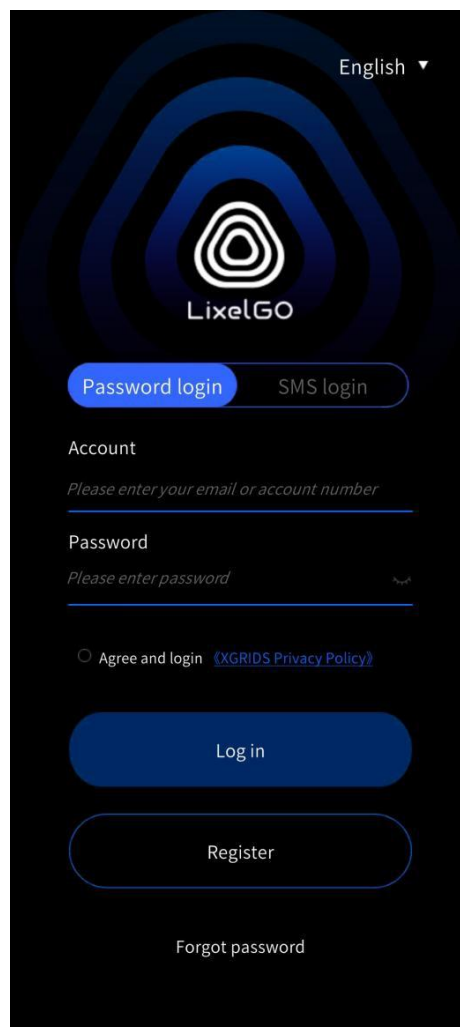 English
LixelGO
Password login
SMS login
Account
Please enter your email or account number
Password
Please enter password
Agree and login 《XGRIDS Privacy Policy》
Log in
Register
Forgot password